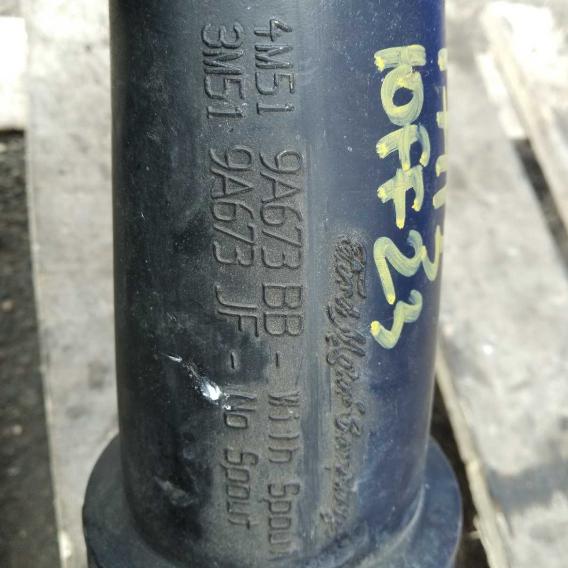 4M51 9A673 BB - With Spout
3M51 9A673 JF - No Spout
Ford Motor Company
10FF23